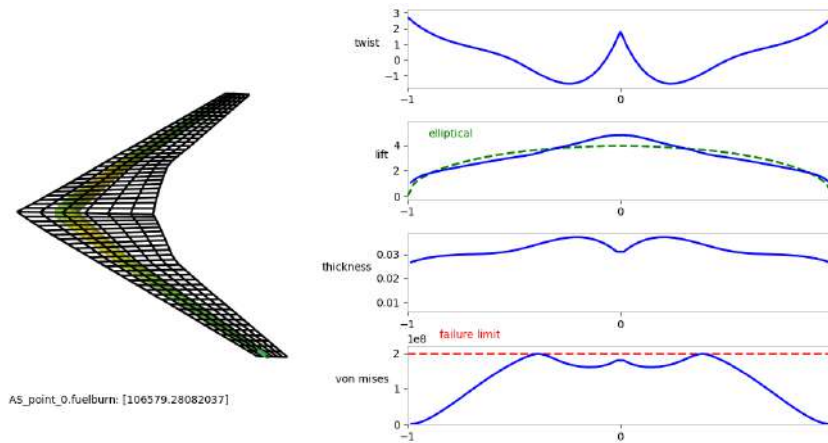 3
2
1
0
−1
twist
−1
0
elliptical
4
2
0
lift
−1
0
0.03
0.02
0.01
thickness
−1
0
failure limit
1e8
2
1
0
von mises
−1
0
AS_point_0.fuelburn: [106579.28082037]